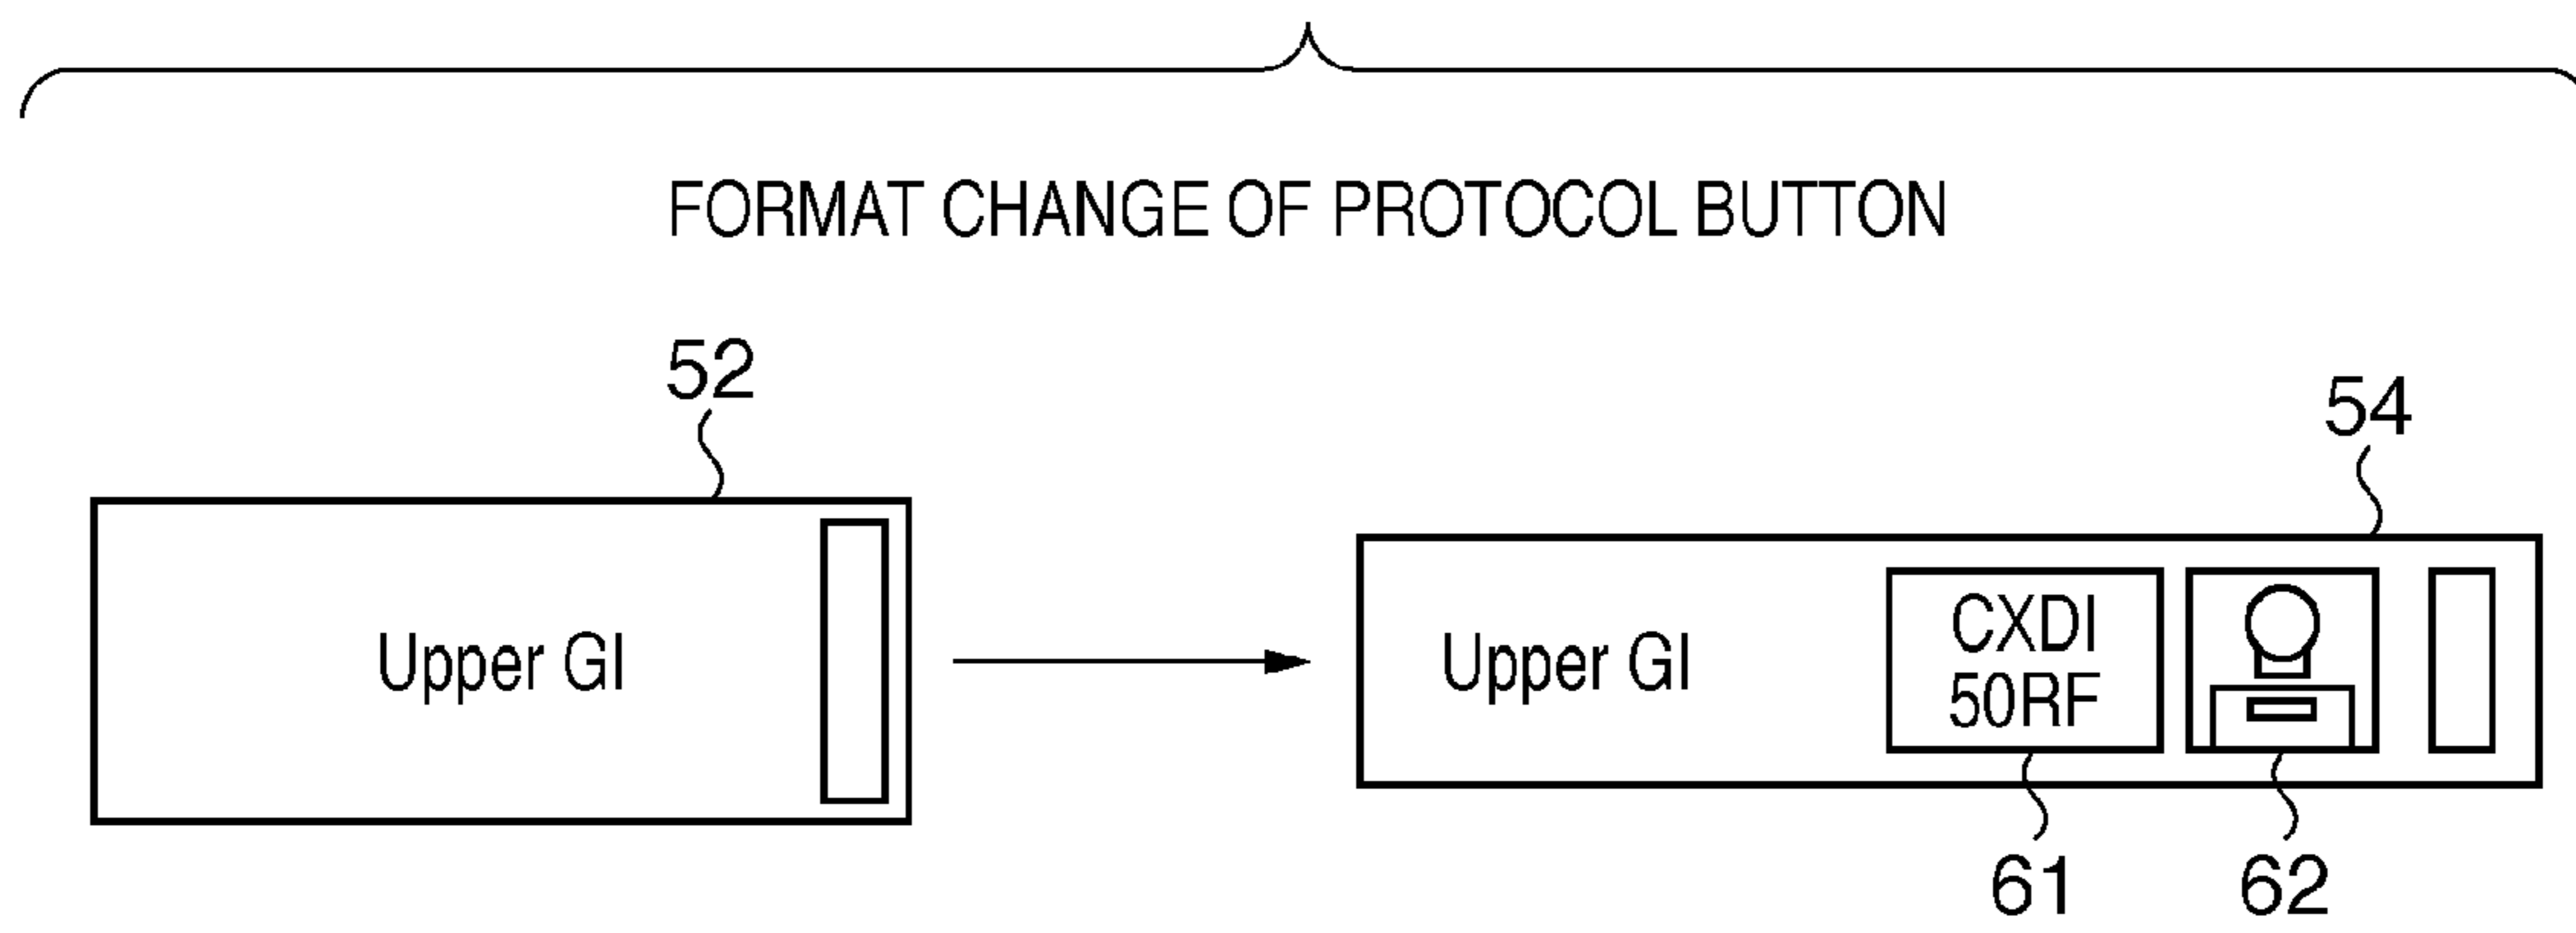 FORMAT CHANGE OF PROTOCOL BUTTON
52
54
Upper GI
Upper GI
CXDI
50RF
61
62